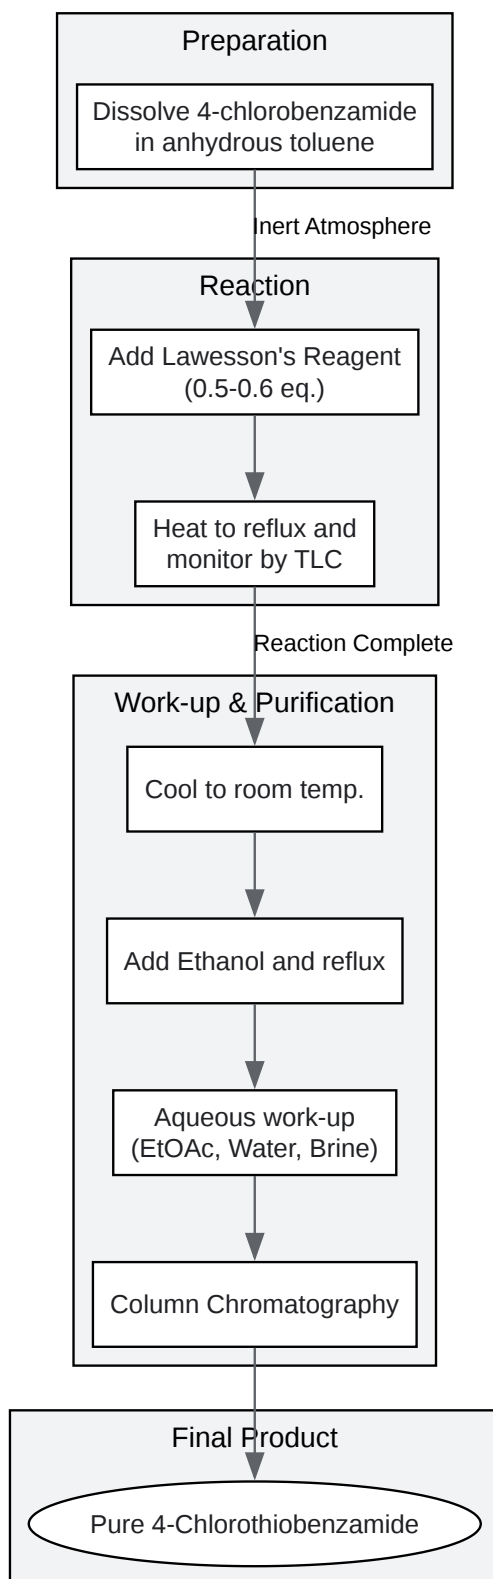 Preparation
Dissolve 4-chlorobenzamide
in anhydrous toluene
Inert Atmosphere
Reaction
Add Lawesson's Reagent
(0.5-0.6 eq.)
Heat to reflux and
monitor by TLC
Reaction Complete
Work-up & Purification
Cool to room temp.
Add Ethanol and reflux
Aqueous work-up
(EtOAc, Water, Brine)
Column Chromatography
Final Product
Pure 4-Chlorothiobenzamide